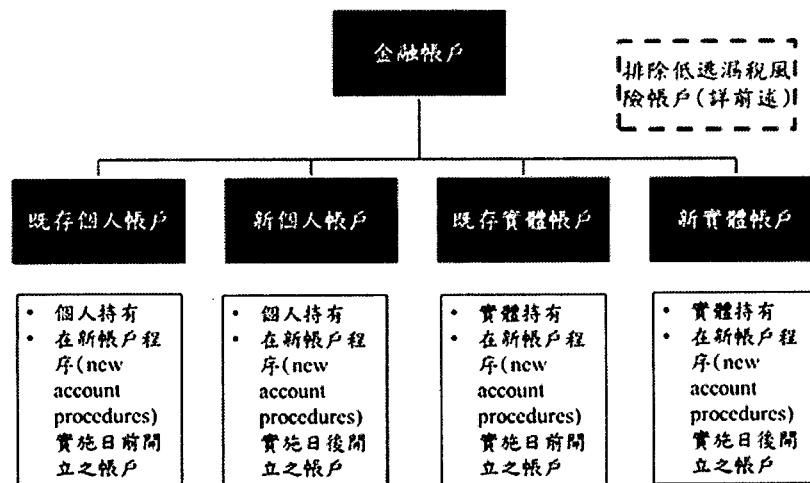 金融帳戶
排除低逃漏稅風
險帳戶(詳前述)
既存個人帳戶
新個人帳戶
既存實體帳戶
新實體帳戶
• 個人持有
• 在新帳戶程
序(new
account
procedures)
實施日前開
立之帳戶
• 個人持有
• 在新帳戶程
序(new
account
procedures)
實施日後開
立之帳戶
• 實體持有
• 在新帳戶程
序(new
account
procedures)
實施日前開
立之帳戶
• 實體持有
• 在新帳戶程
序(new
account
procedures)
實施日後開
立之帳戶